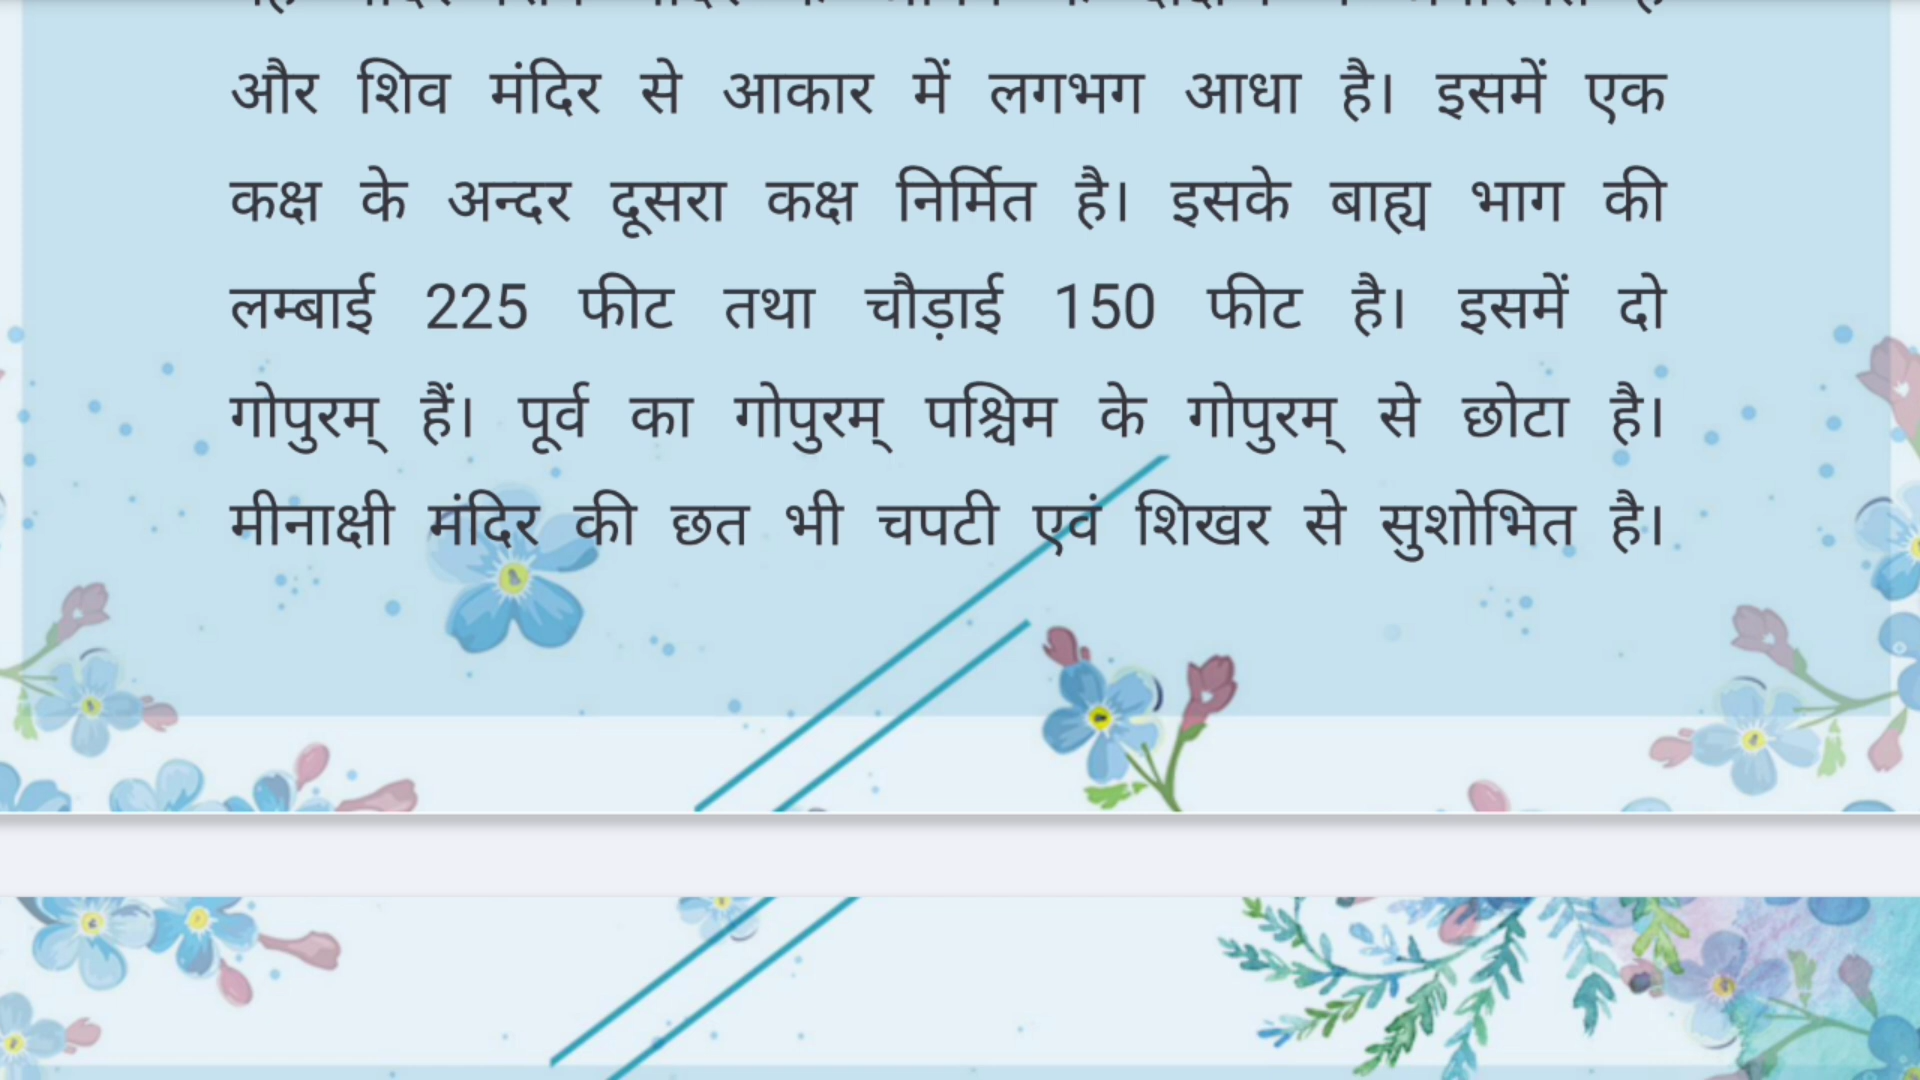 और शिव मंदिर से आकार में लगभग आधा है। इसमें एक
कक्ष के अन्दर दूसरा कक्ष निर्मित है। इसके बाह्य भाग की
लम्बाई 225 फीट तथा चौड़ाई 150 फीट है। इसमें दो
गोपुरम् हैं। पूर्व का गोपुरम् पश्चिम के गोपुरम् से छोटा है।
मीनाक्षी मंदिर की छत भी चपटी एवं शिखर से सुशोभित है।